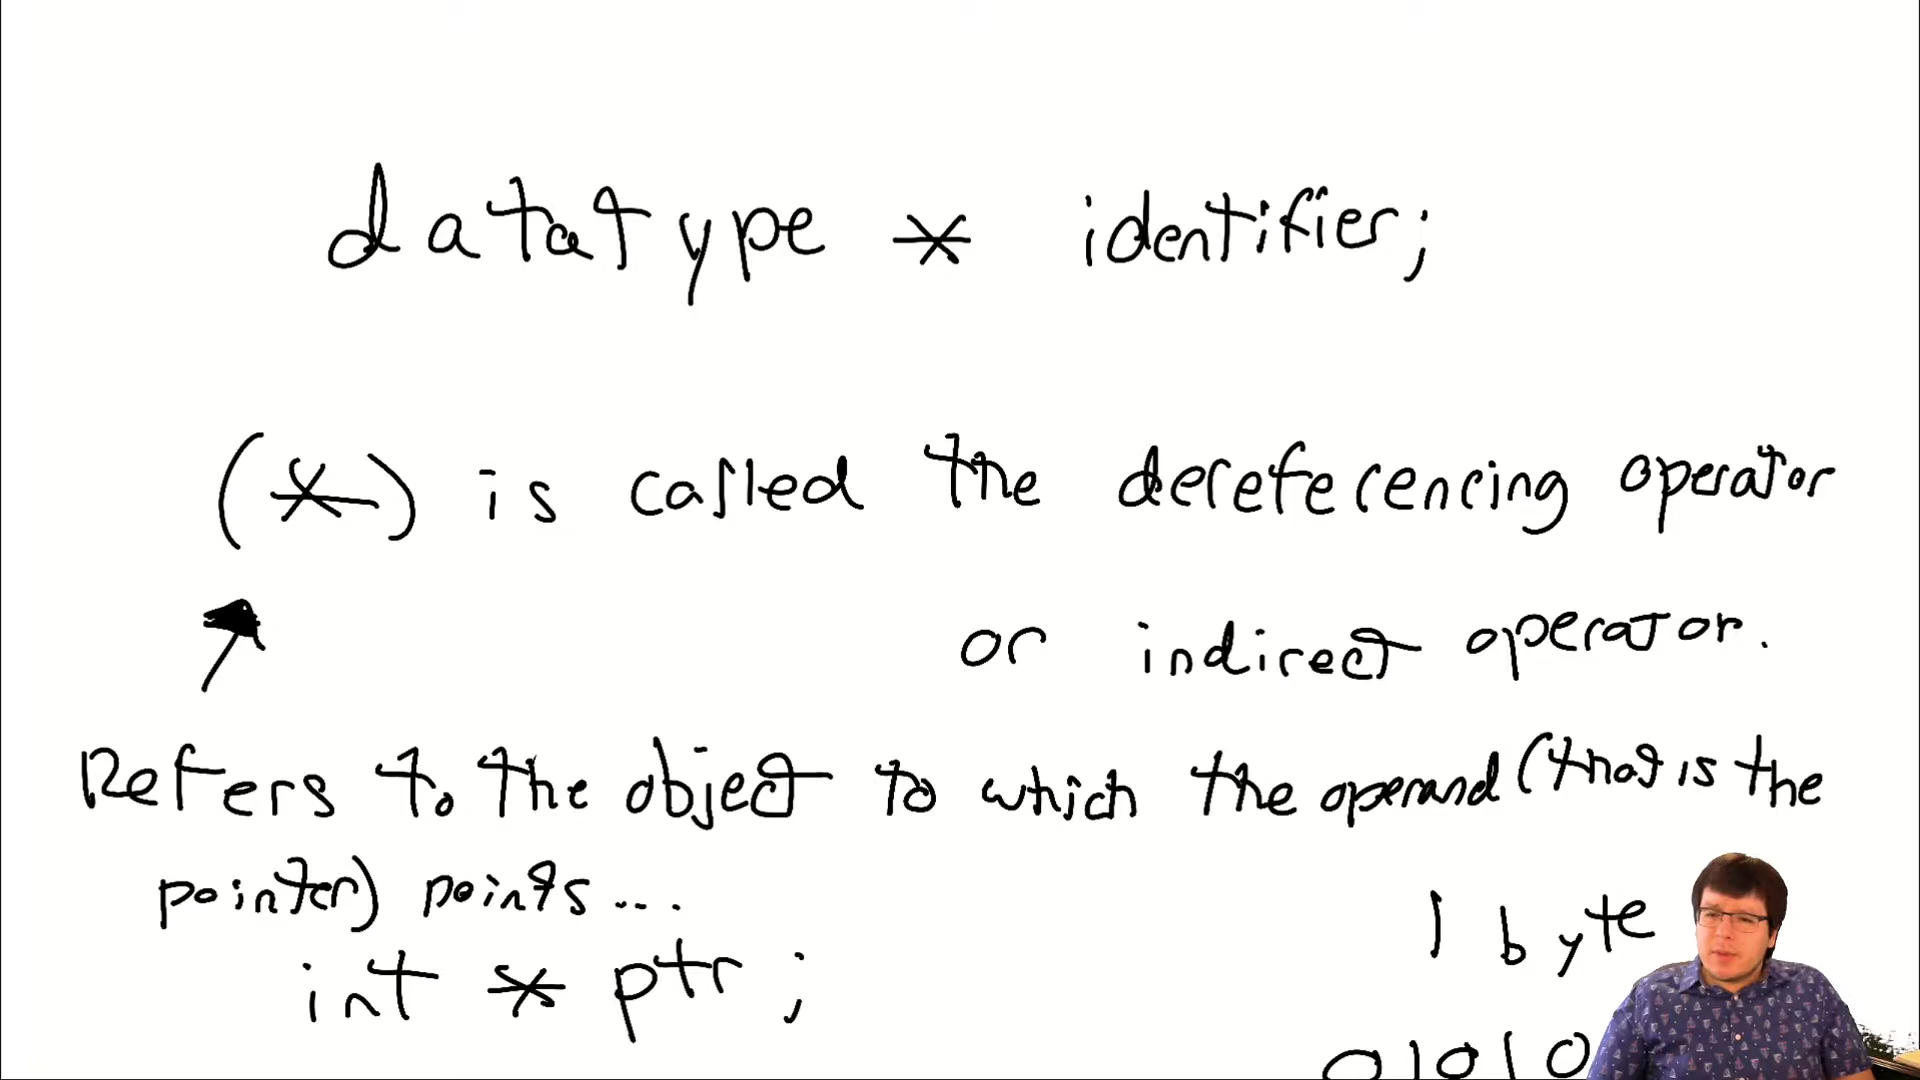 datatype * identifier;
(*) is called the dereferencing operator
or indirect operator.
Refers to the object to which the operand (that is the
pointer) points...
int * ptr ;
1 byte
01010